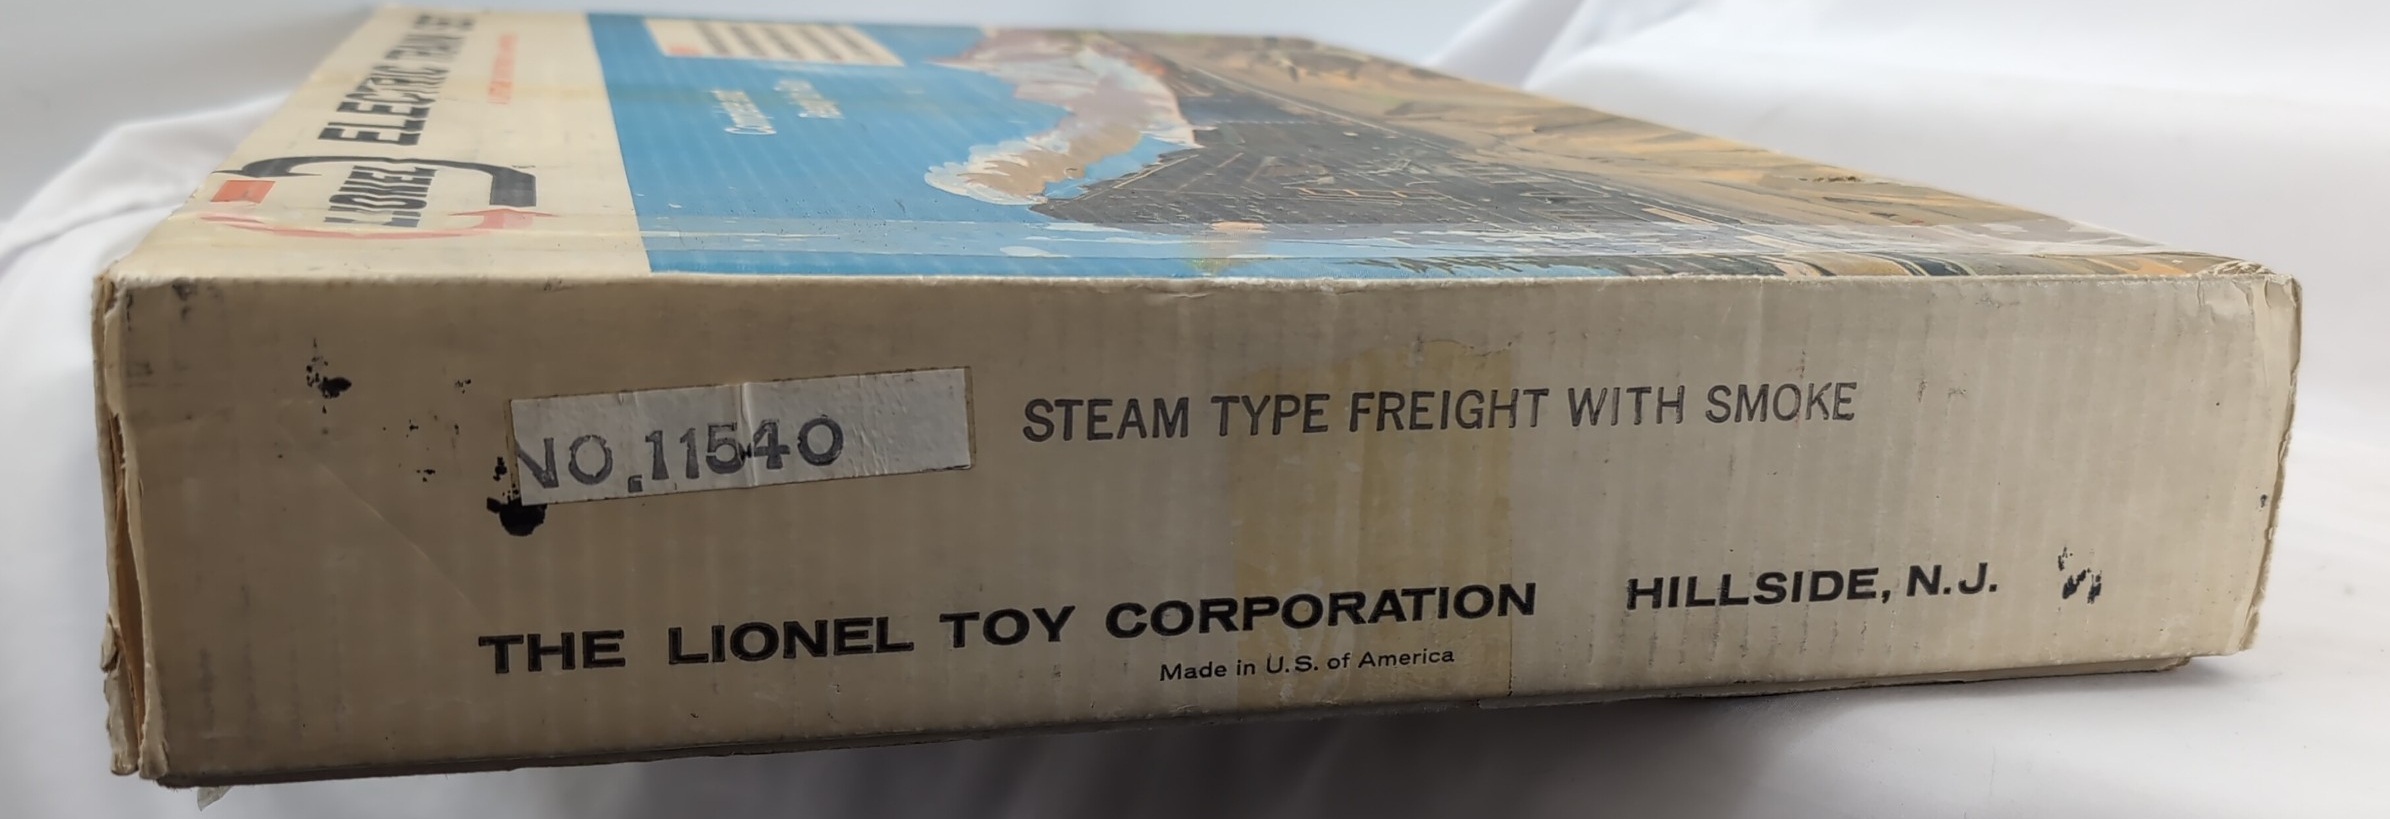 LIONEL
ELECTRIC TRAIN SET
NO.11540
STEAM TYPE FREIGHT WITH SMOKE
THE LIONEL TOY CORPORATION HILLSIDE, N.J.
Made in U.S. of America